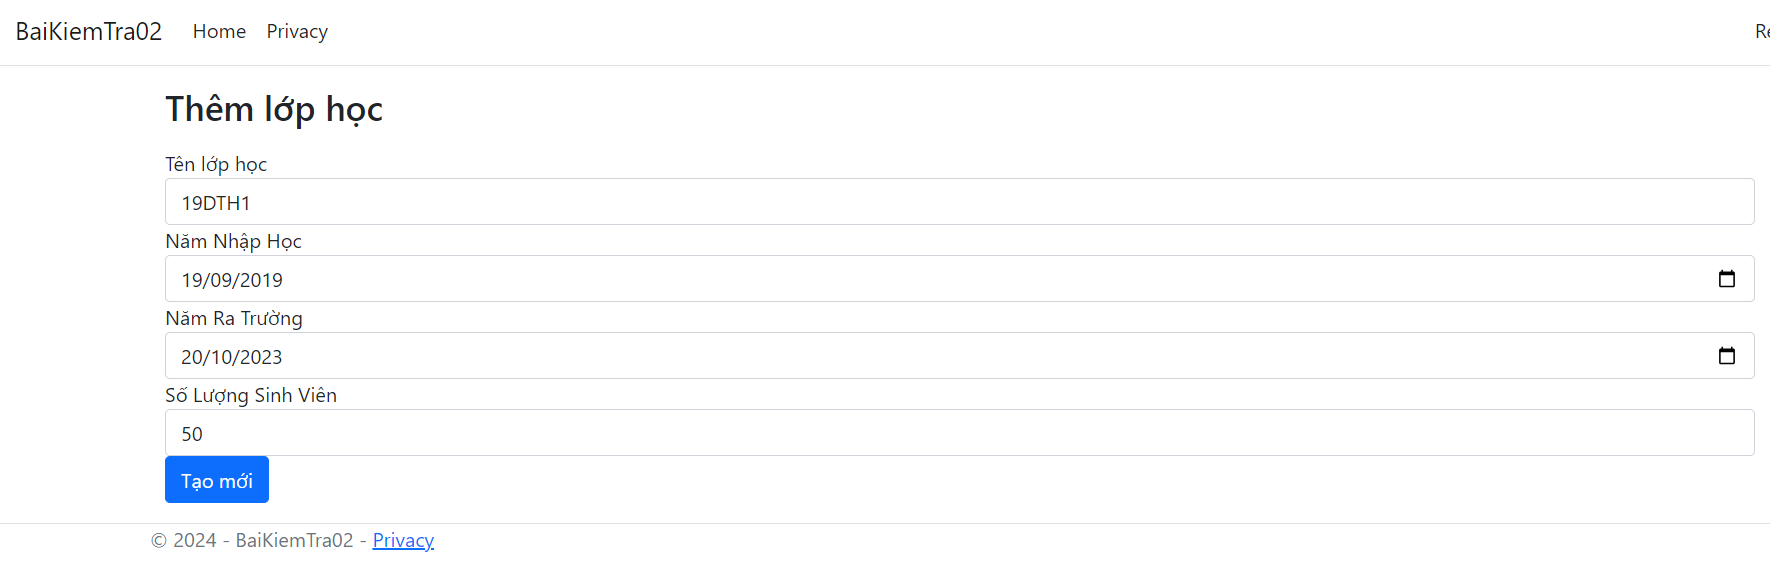 BaiKiemTra02 Home Privacy
Thêm lớp học
Tên lớp học
19DTH1
Năm Nhập Học
19/09/2019
Năm Ra Trường
20/10/2023
Số Lượng Sinh Viên
50
Tạo mới
© 2024 - BaiKiemTra02 - Privacy